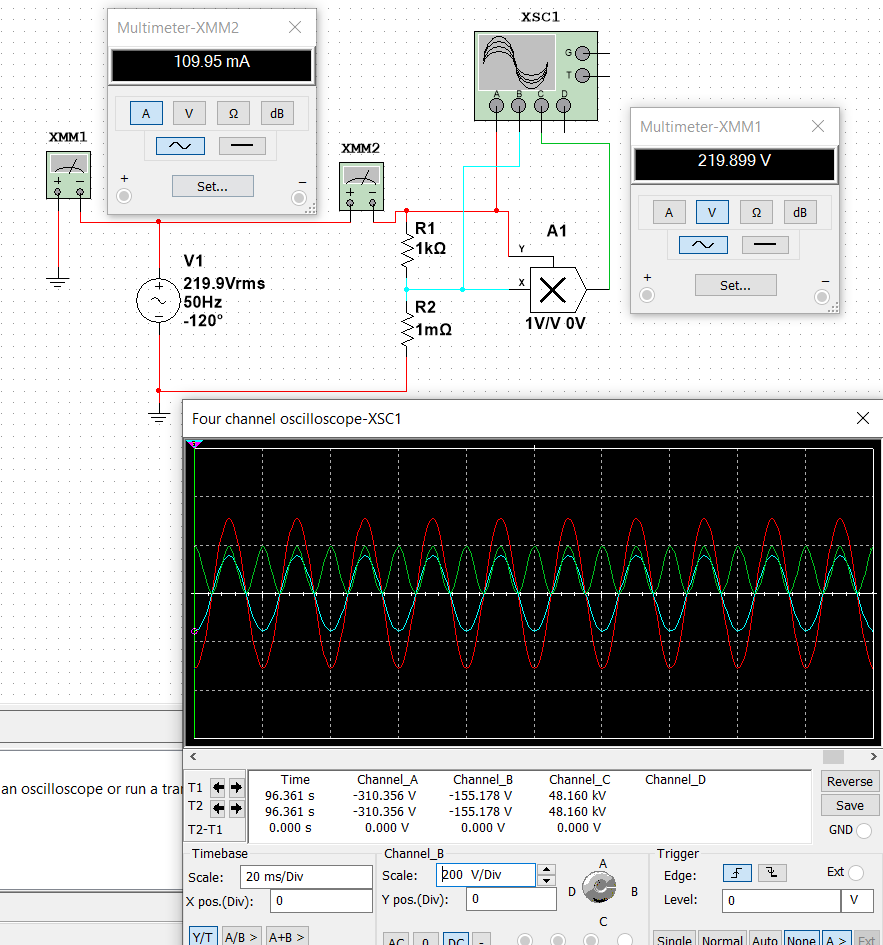 XSC1
G
T
A B C D
Multimeter-XMM2
109.95 mA
A V Ω dB
Set...
+ −
XMM1
+ −
XMM2
+ −
Multimeter-XMM1
219.899 V
A V Ω dB
Set...
+ −
V1
219.9Vrms
50Hz
-120°
R1
1kΩ
R2
1mΩ
A1
Y
X
1V/V 0V
Four channel oscilloscope-XSC1
an oscilloscope or run a tra
Time Channel_A Channel_B Channel_C Channel_D
T1 96.361 s -310.356 V -155.178 V 48.160 kV
T2 96.361 s -310.356 V -155.178 V 48.160 kV
T2-T1 0.000 s 0.000 V 0.000 V 0.000 V
Reverse
Save
GND
Timebase
Scale: 20 ms/Div
X pos.(Div): 0
Y/T A/B > A+B >
Channel_B
Scale: 200 V/Div
Y pos.(Div): 0
AC 0 DC -
A
D B
C
Trigger
Edge: Ext
Level: 0 V
Single Normal Auto None A > Ext